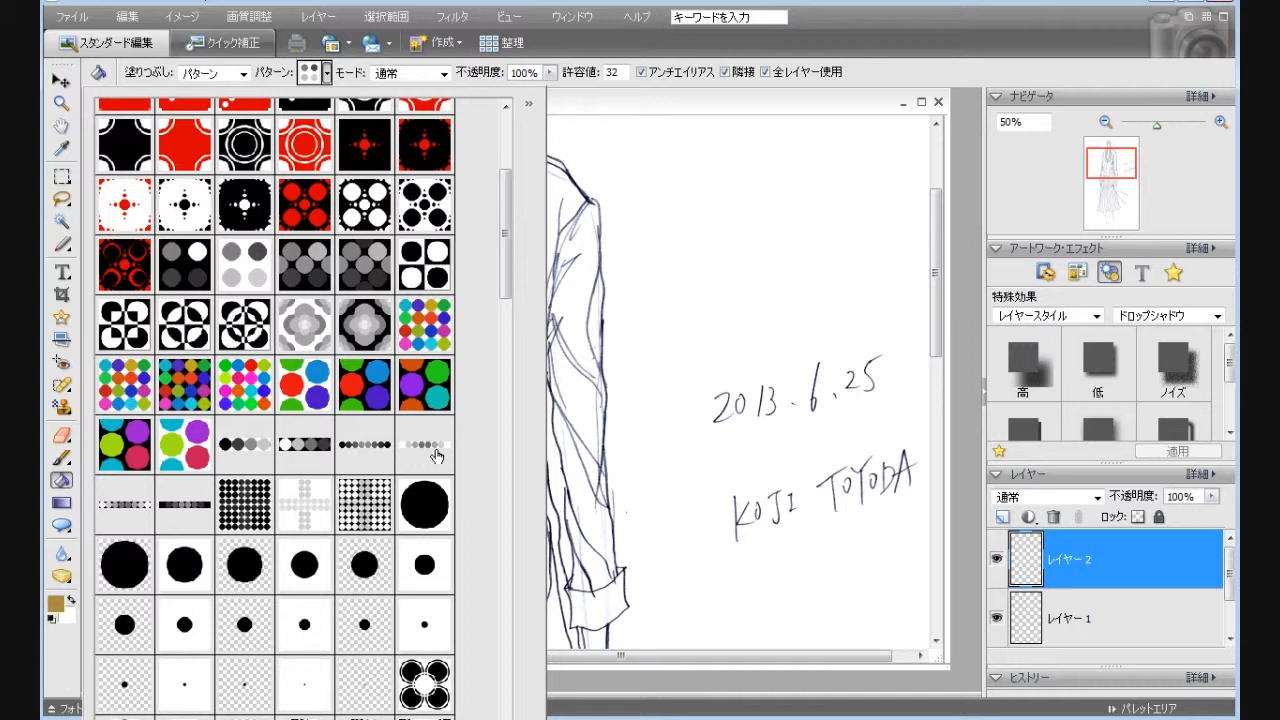 ファイル 編集 イメージ 画質調整 レイヤー 選択範囲 フィルタ ビュー ウィンドウ ヘルプ キーワードを入力
スタンダード編集 クイック補正 作成 整理
塗りつぶし: パターン パターン: モード: 通常 不透明度: 100% 許容値: 32 アンチエイリアス 隣接 全レイヤー使用
ナビゲータ 詳細
50%
アートワーク・エフェクト 詳細
特殊効果
レイヤースタイル ドロップシャドウ
高 低 ノイズ
適用
2013.6.25
KOJI TOYODA
レイヤー 詳細
通常 不透明度: 100%
ロック:
レイヤー 2
レイヤー 1
ヒストリー 詳細
フォト
パレットエリア